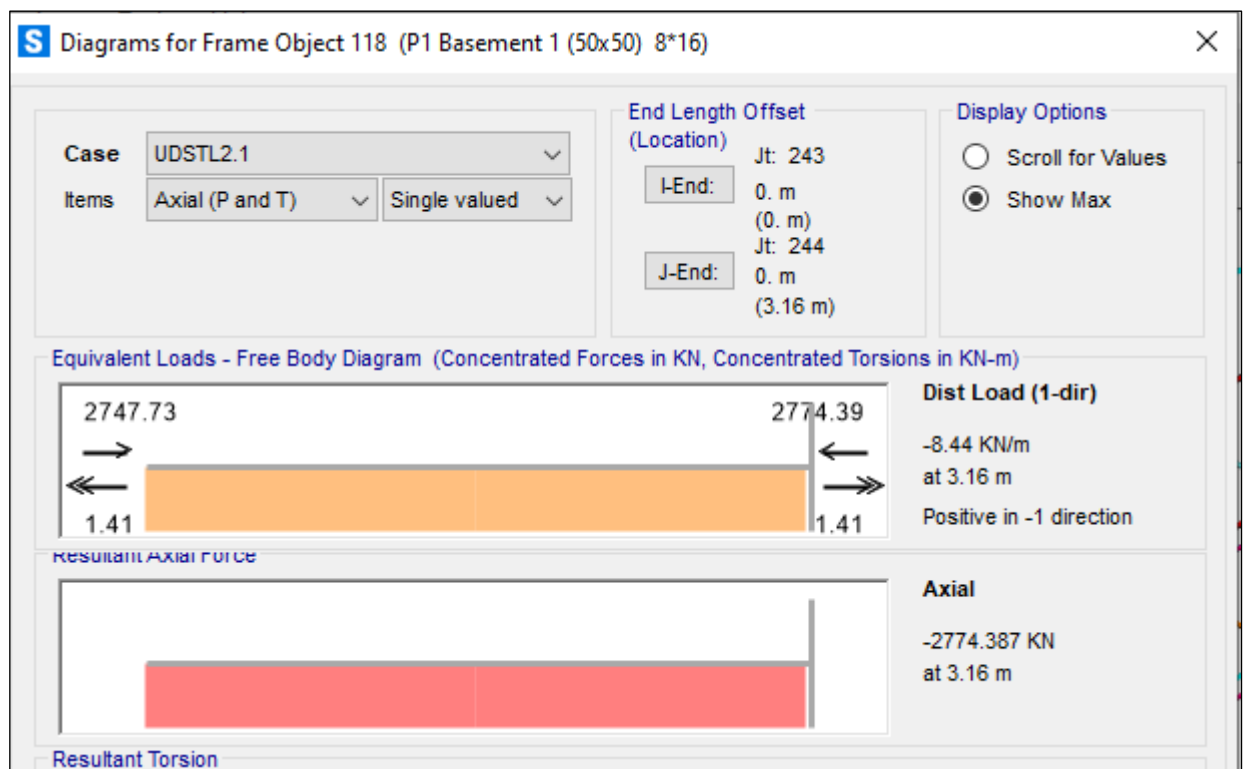 S Diagrams for Frame Object 118 (P1 Basement 1 (50x50) 8*16)
Case UDSTL2.1
Items Axial (P and T) Single valued
End Length Offset
(Location)
Jt: 243
I-End: 0. m
(0. m)
Jt: 244
J-End: 0. m
(3.16 m)
Display Options
Scroll for Values
Show Max
Equivalent Loads - Free Body Diagram (Concentrated Forces in KN, Concentrated Torsions in KN-m)
2747.73 2774.39
1.41 1.41
Dist Load (1-dir)
-8.44 KN/m
at 3.16 m
Positive in -1 direction
Resultant Axial Force
Axial
-2774.387 KN
at 3.16 m
Resultant Torsion